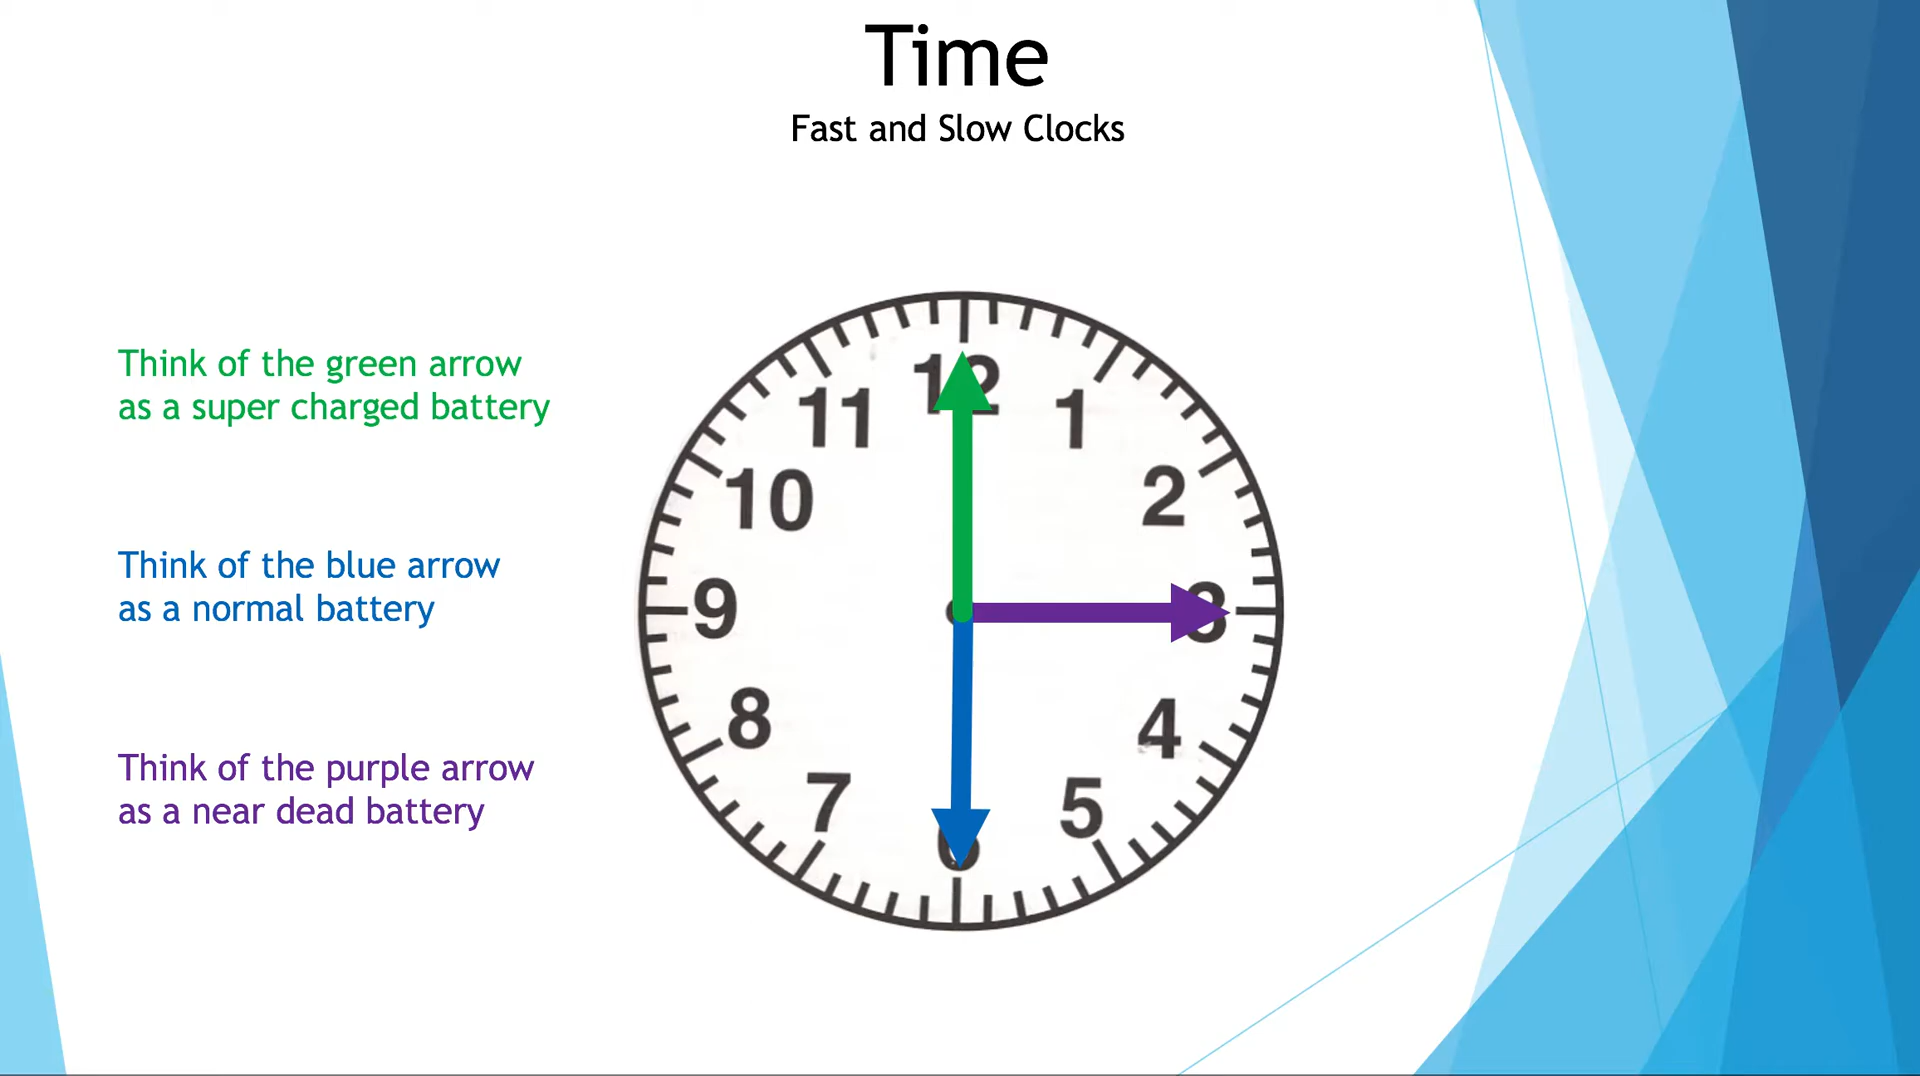 Time
Fast and Slow Clocks
Think of the green arrow
as a super charged battery
Think of the blue arrow
as a normal battery
Think of the purple arrow
as a near dead battery
12
11
1
10
2
9
3
8
4
7
5
6